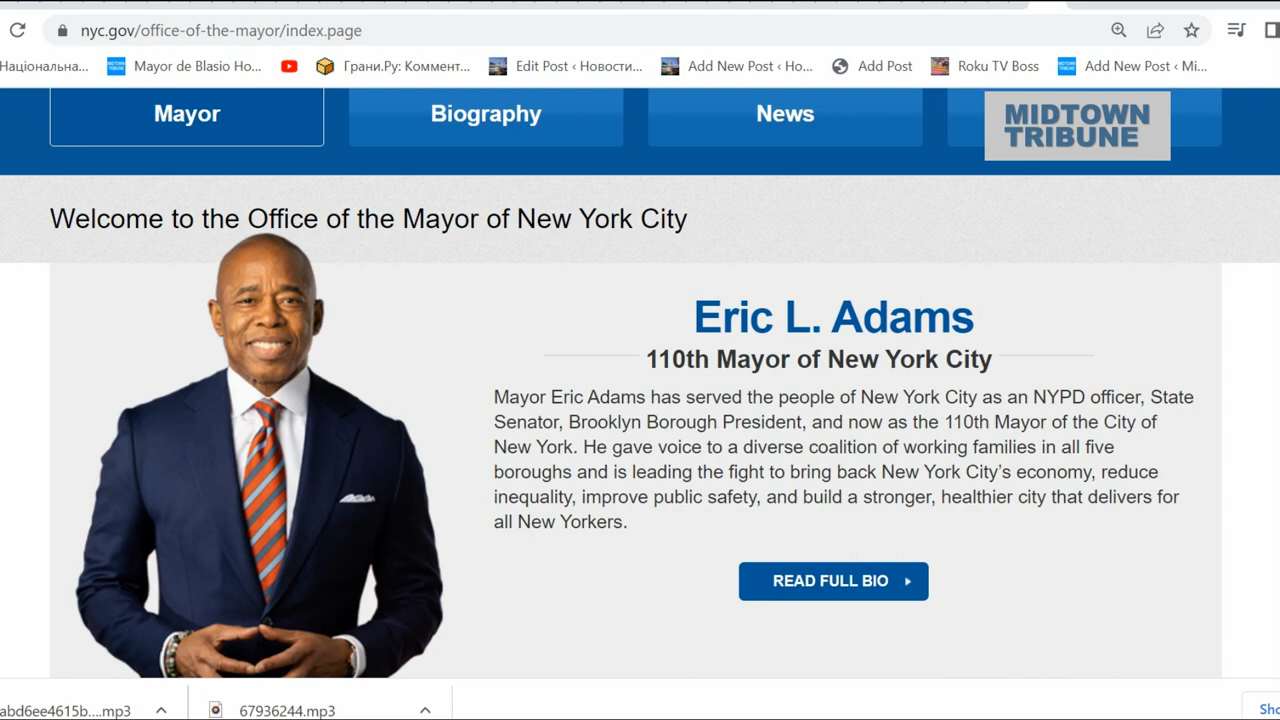 nyc.gov/office-of-the-mayor/index.page
Національна... Mayor de Blasio Ho... Грани.Ру: Коммент... Edit Post ‹ Новости... Add New Post ‹ Ho... Add Post Roku TV Boss Add New Post ‹ Mi...
Mayor Biography News
MIDTOWN
TRIBUNE
Welcome to the Office of the Mayor of New York City
Eric L. Adams
110th Mayor of New York City
Mayor Eric Adams has served the people of New York City as an NYPD officer, State
Senator, Brooklyn Borough President, and now as the 110th Mayor of the City of
New York. He gave voice to a diverse coalition of working families in all five
boroughs and is leading the fight to bring back New York City's economy, reduce
inequality, improve public safety, and build a stronger, healthier city that delivers for
all New Yorkers.
READ FULL BIO
abd6ee4615b....mp3 67936244.mp3